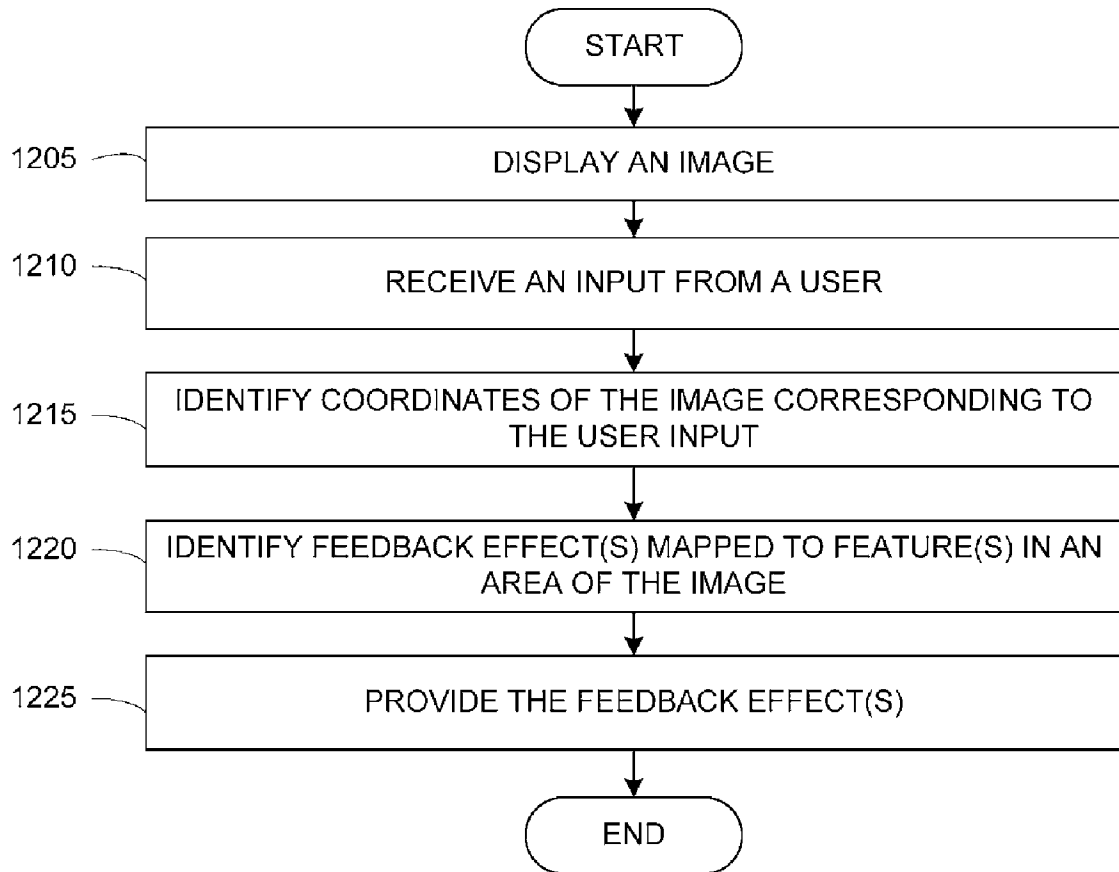 START
1205
DISPLAY AN IMAGE
1210
RECEIVE AN INPUT FROM A USER
1215
IDENTIFY COORDINATES OF THE IMAGE CORRESPONDING TO
THE USER INPUT
1220
IDENTIFY FEEDBACK EFFECT(S) MAPPED TO FEATURE(S) IN AN
AREA OF THE IMAGE
1225
PROVIDE THE FEEDBACK EFFECT(S)
END